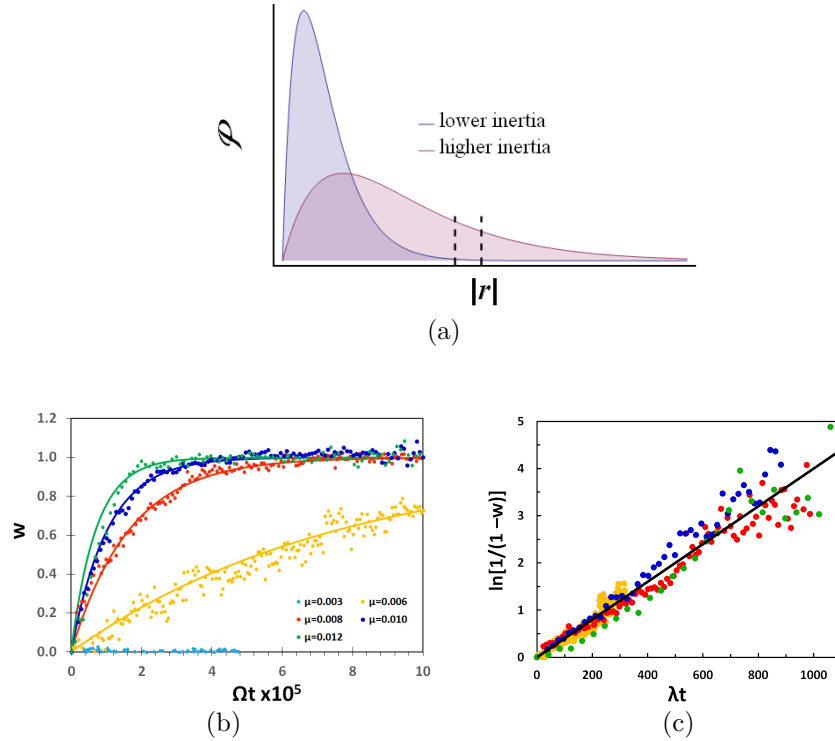 𝒫
lower inertia
higher inertia
|r|
(a)
1.2
1.0
0.8
0.6
0.4
0.2
0.0
w
0
2
4
6
8
10
μ=0.003
μ=0.006
μ=0.008
μ=0.010
μ=0.012
Ωt x10⁵
(b)
5
4
3
2
1
0
ln[1/(1 –w)]
0
200
400
600
800
1000
λt
(c)